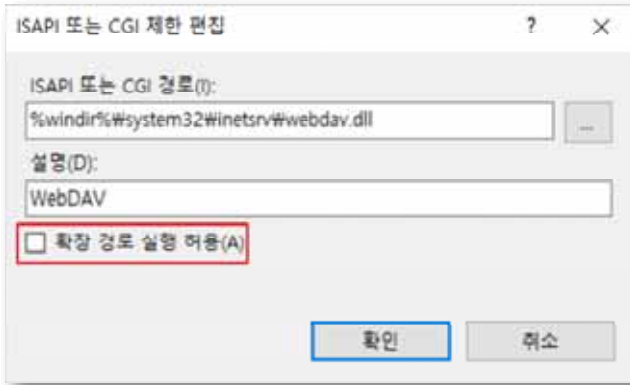 ISAPI 또는 CGI 제한 편집 ?
ISAPI 또는 CGI 경로(I):
%windir%₩system32₩inetsrv₩webdav.dll ...
설명(D):
WebDAV
확장 경로 실행 허용(A)
확인 취소